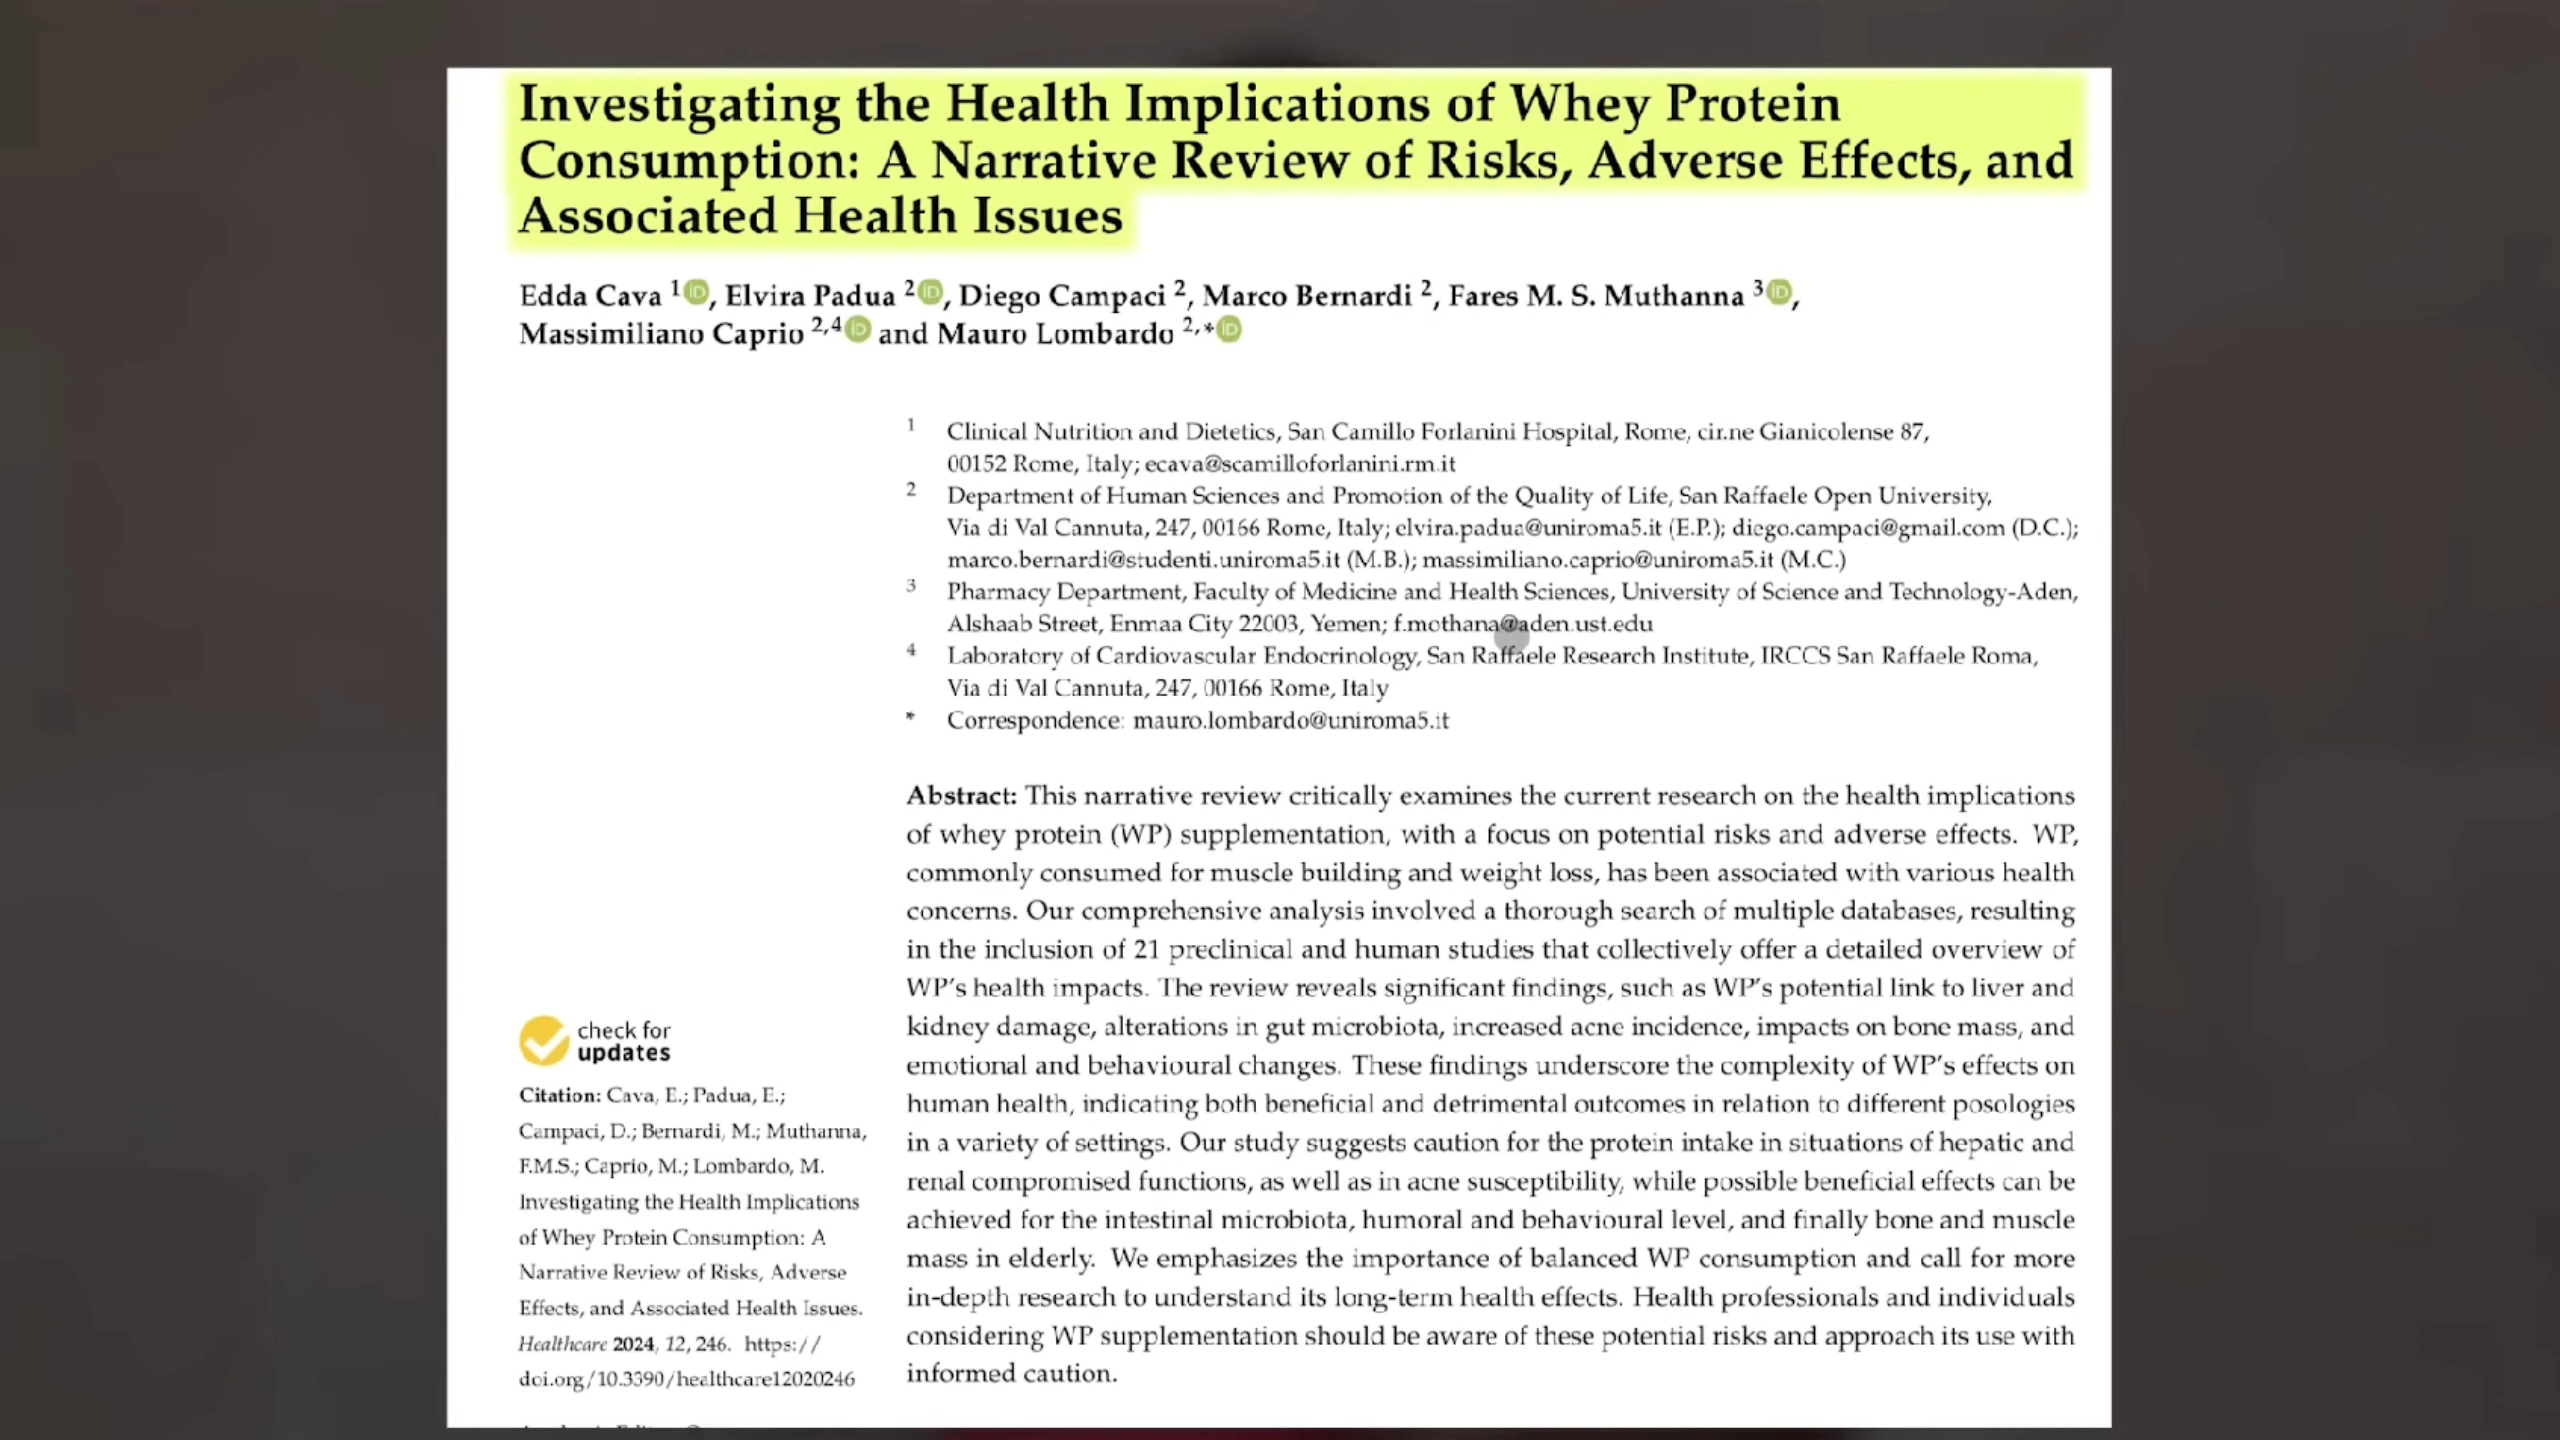 Investigating the Health Implications of Whey Protein
Consumption: A Narrative Review of Risks, Adverse Effects, and
Associated Health Issues
Edda Cava 1 iD, Elvira Padua 2 iD, Diego Campaci 2, Marco Bernardi 2, Fares M. S. Muthanna 3 iD,
Massimiliano Caprio 2,4 iD and Mauro Lombardo 2,* iD
1 Clinical Nutrition and Dietetics, San Camillo Forlanini Hospital, Rome, cir.ne Gianicolense 87,
00152 Rome, Italy; ecava@scamilloforlanini.rm.it
2 Department of Human Sciences and Promotion of the Quality of Life, San Raffaele Open University,
Via di Val Cannuta, 247, 00166 Rome, Italy; elvira.padua@uniroma5.it (E.P.); diego.campaci@gmail.com (D.C.);
marco.bernardi@studenti.uniroma5.it (M.B.); massimiliano.caprio@uniroma5.it (M.C.)
3 Pharmacy Department, Faculty of Medicine and Health Sciences, University of Science and Technology-Aden,
Alshaab Street, Enmaa City 22003, Yemen; f.mothana@aden.ust.edu
4 Laboratory of Cardiovascular Endocrinology, San Raffaele Research Institute, IRCCS San Raffaele Roma,
Via di Val Cannuta, 247, 00166 Rome, Italy
* Correspondence: mauro.lombardo@uniroma5.it
Abstract: This narrative review critically examines the current research on the health implications
of whey protein (WP) supplementation, with a focus on potential risks and adverse effects. WP,
commonly consumed for muscle building and weight loss, has been associated with various health
concerns. Our comprehensive analysis involved a thorough search of multiple databases, resulting
in the inclusion of 21 preclinical and human studies that collectively offer a detailed overview of
WP's health impacts. The review reveals significant findings, such as WP's potential link to liver and
kidney damage, alterations in gut microbiota, increased acne incidence, impacts on bone mass, and
emotional and behavioural changes. These findings underscore the complexity of WP's effects on
human health, indicating both beneficial and detrimental outcomes in relation to different posologies
in a variety of settings. Our study suggests caution for the protein intake in situations of hepatic and
renal compromised functions, as well as in acne susceptibility, while possible beneficial effects can be
achieved for the intestinal microbiota, humoral and behavioural level, and finally bone and muscle
mass in elderly. We emphasizes the importance of balanced WP consumption and call for more
in-depth research to understand its long-term health effects. Health professionals and individuals
considering WP supplementation should be aware of these potential risks and approach its use with
informed caution.
check for
updates
Citation: Cava, E.; Padua, E.;
Campaci, D.; Bernardi, M.; Muthanna,
F.M.S.; Caprio, M.; Lombardo, M.
Investigating the Health Implications
of Whey Protein Consumption: A
Narrative Review of Risks, Adverse
Effects, and Associated Health Issues.
Healthcare 2024, 12, 246. https://
doi.org/10.3390/healthcare12020246